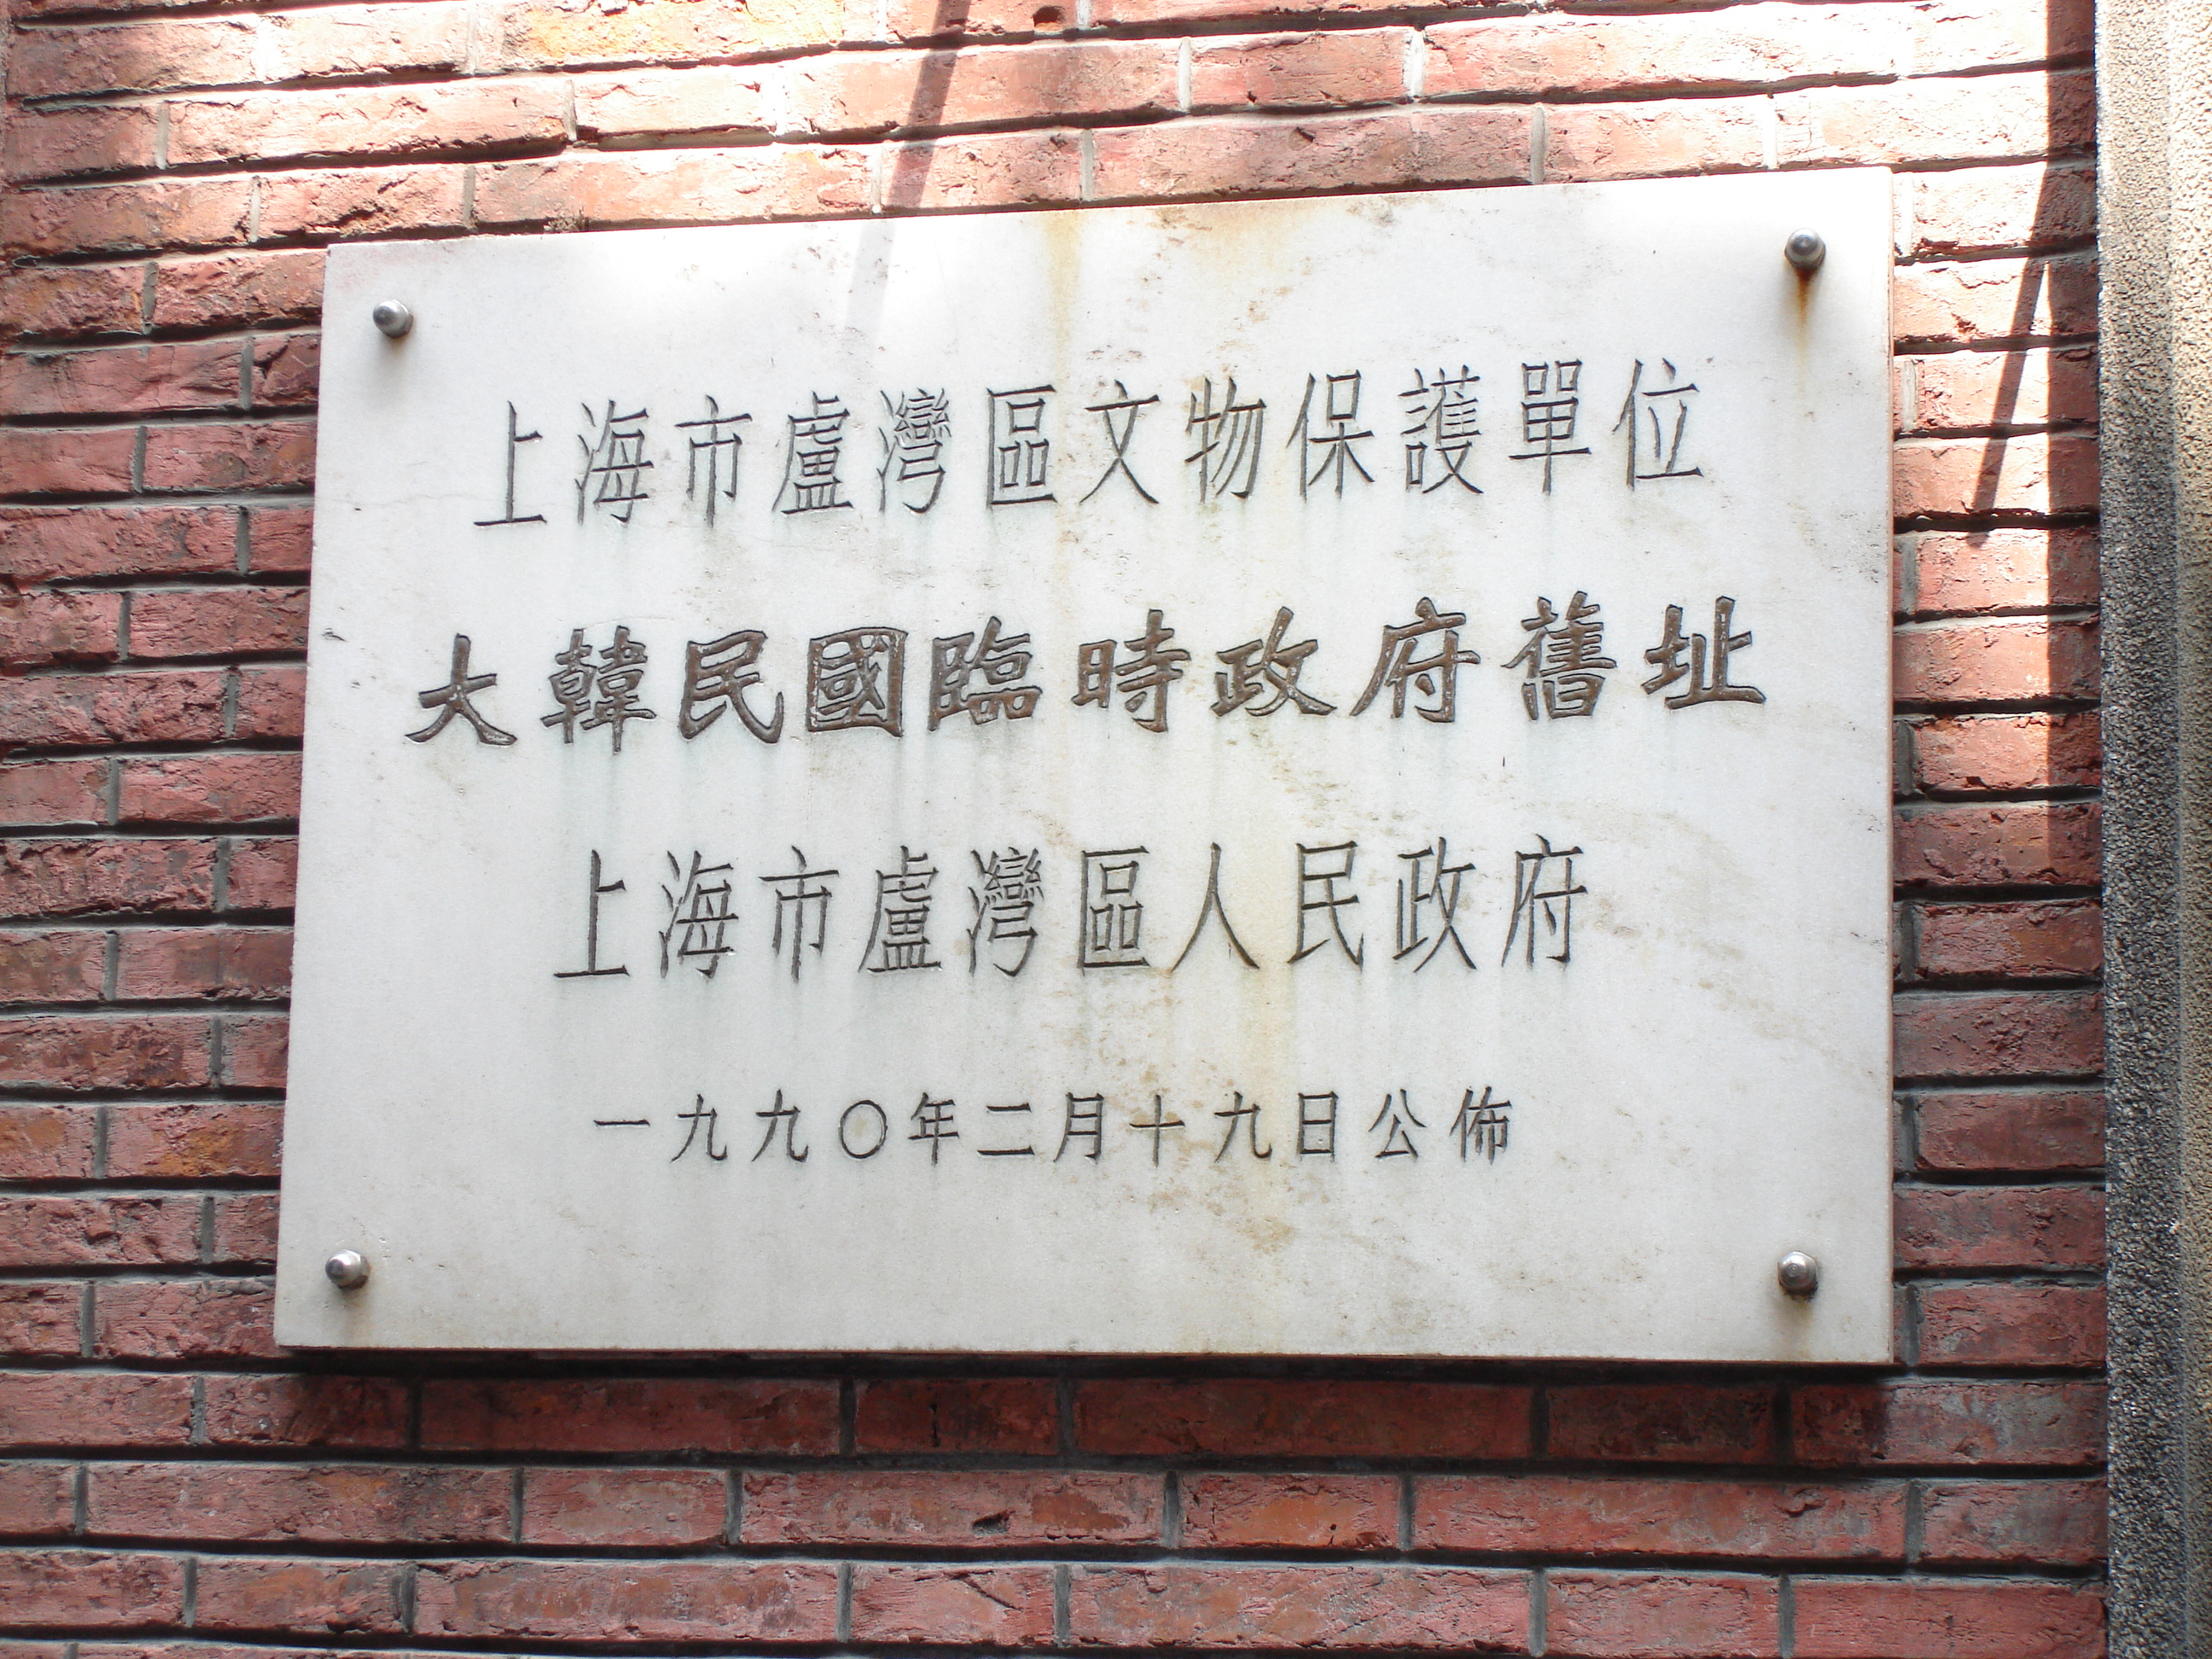 上海市盧灣區文物保護單位
大韓民國臨時政府舊址
上海市盧灣區人民政府
一九九〇年二月十九日公佈